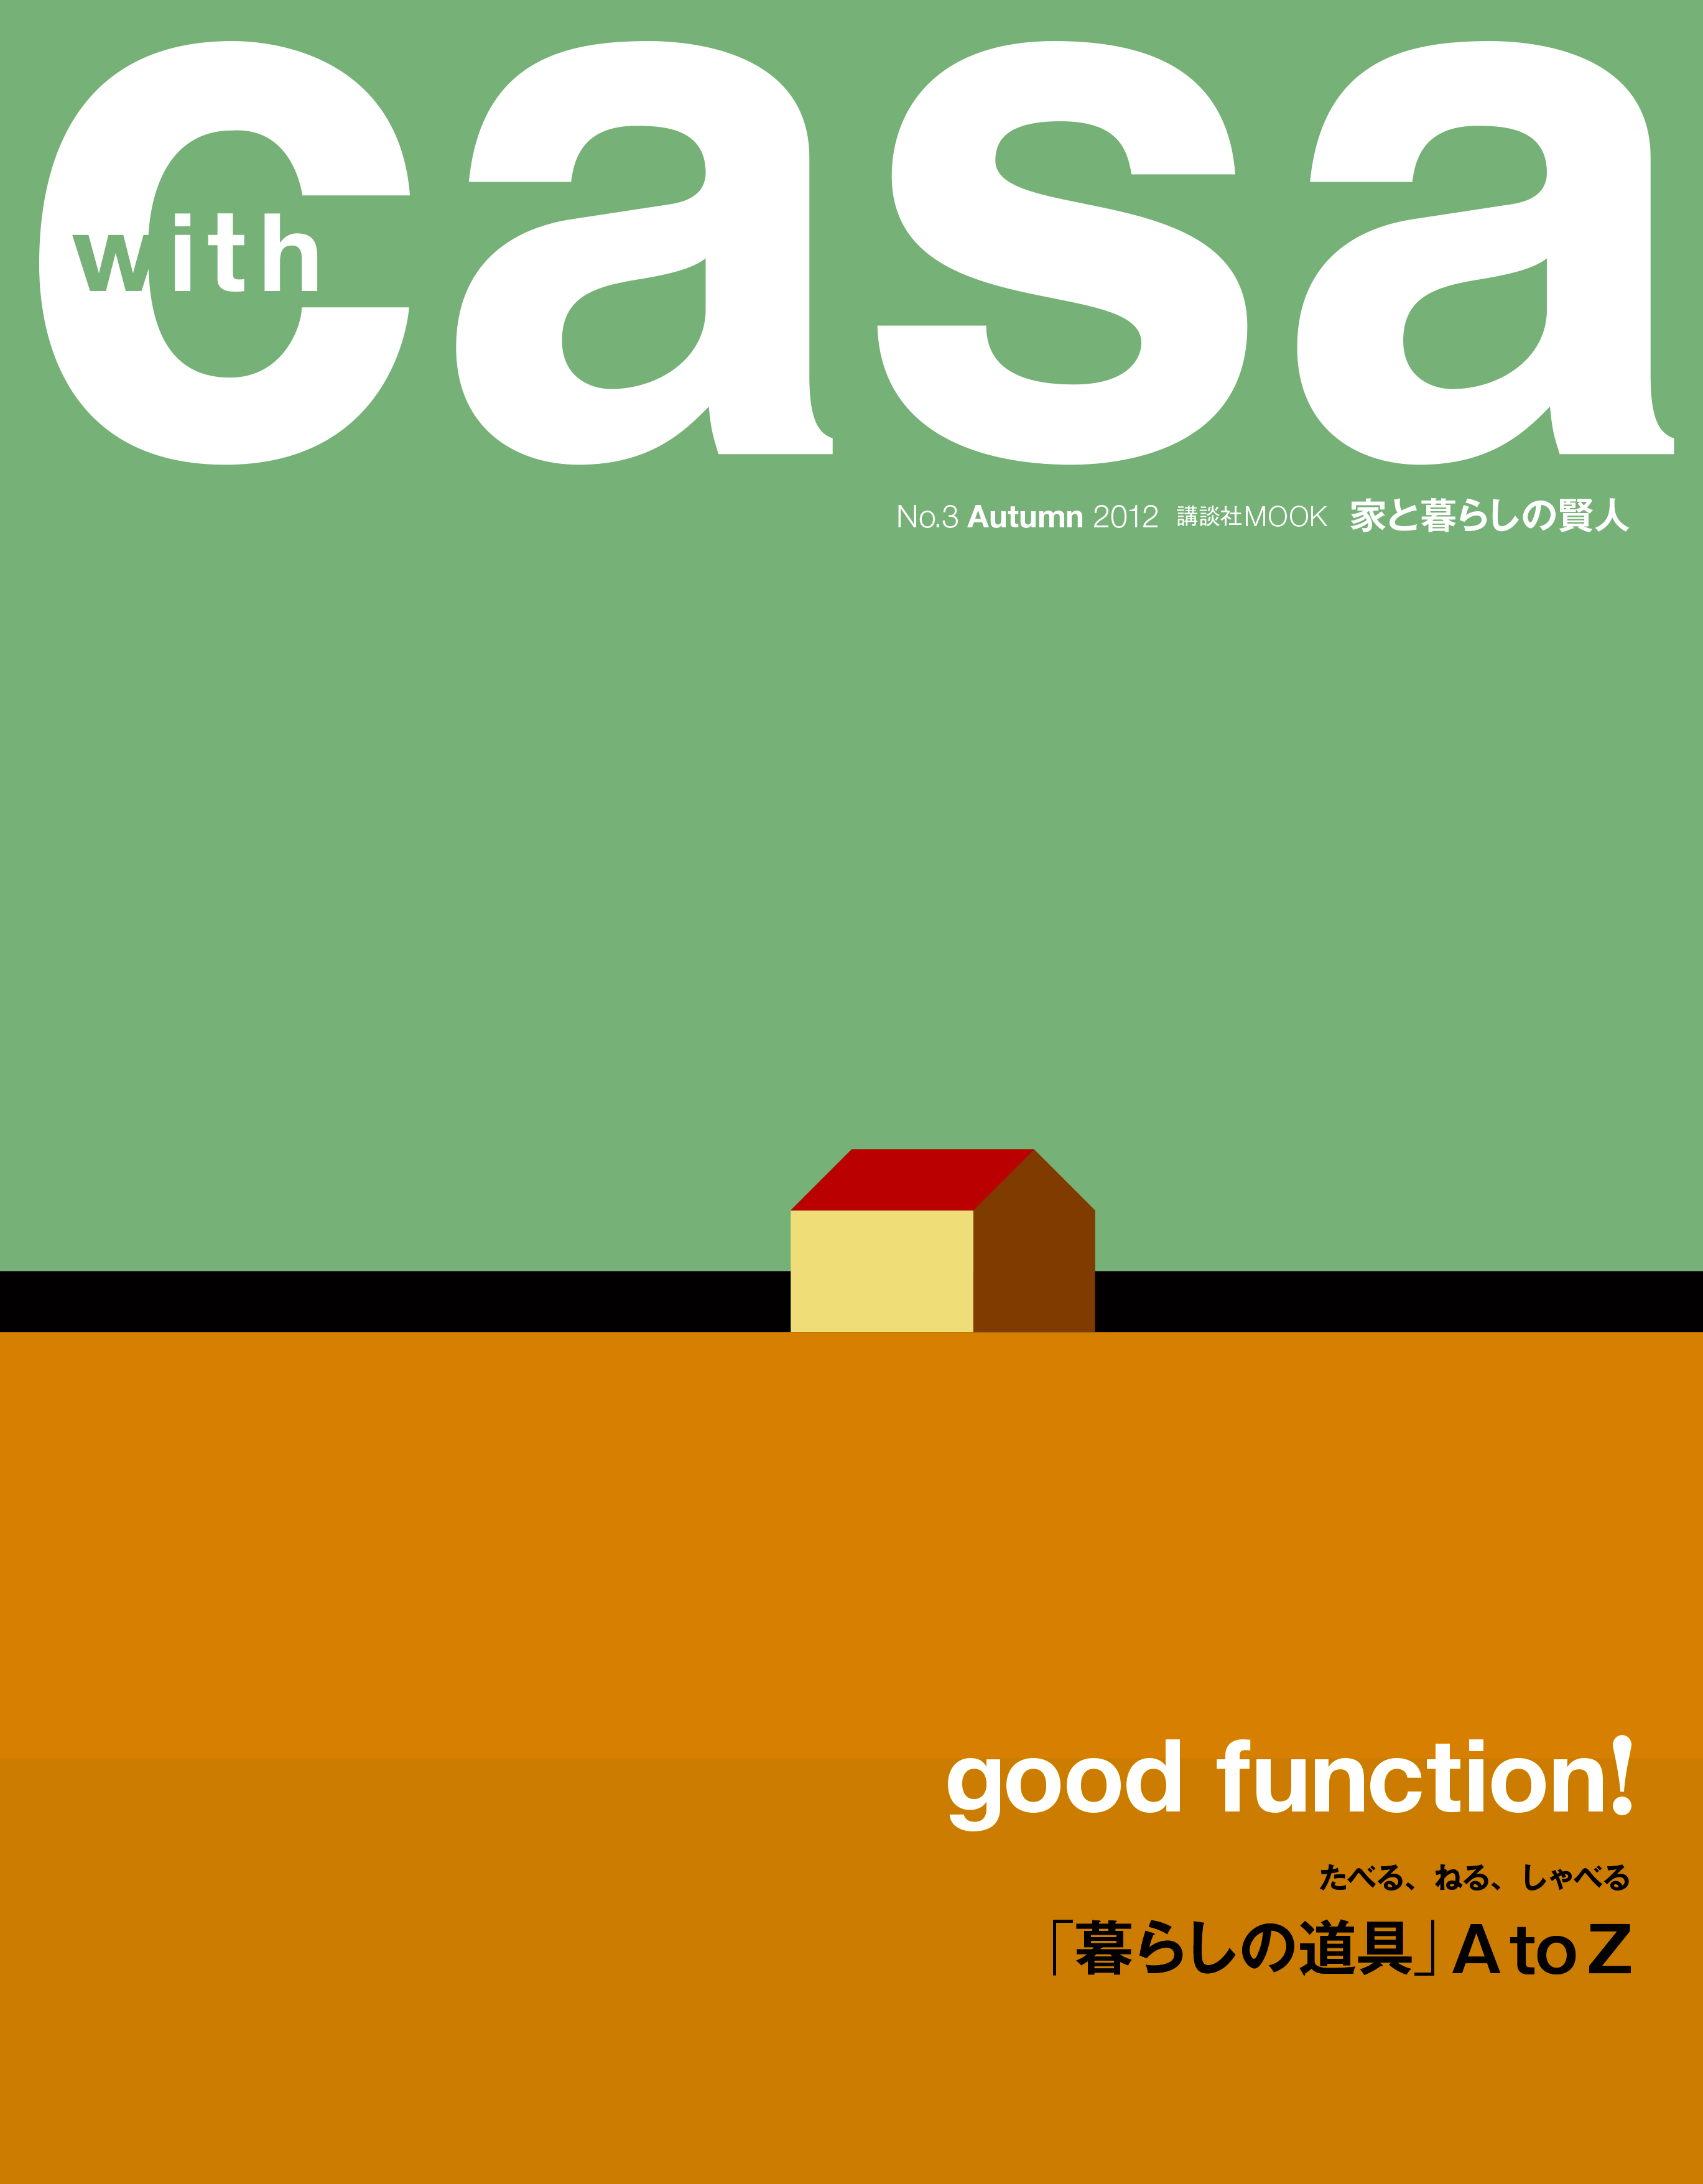 casa
with
No.3 Autumn 2012 講談社MOOK 家と暮らしの賢人
good function!
たべる、ねる、しゃべる
「暮らしの道具」A to Z